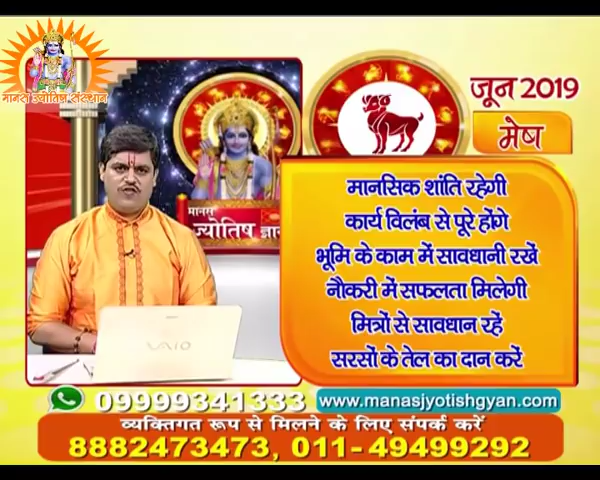 मानस ज्योतिष संस्थान
जून 2019
मेष
मानसिक शांति रहेगी
कार्य विलंब से पूरे होंगे
भूमि के काम में सावधानी रखें
नौकरी में सफलता मिलेगी
मित्रों से सावधान रहें
सरसों के तेल का दान करें
मानस
ज्योतिष ज्ञान
VAIO
09999341333
www.manasjyotishgyan.com
व्यक्तिगत रूप से मिलने के लिए संपर्क करें
8882473473, 011-49499292